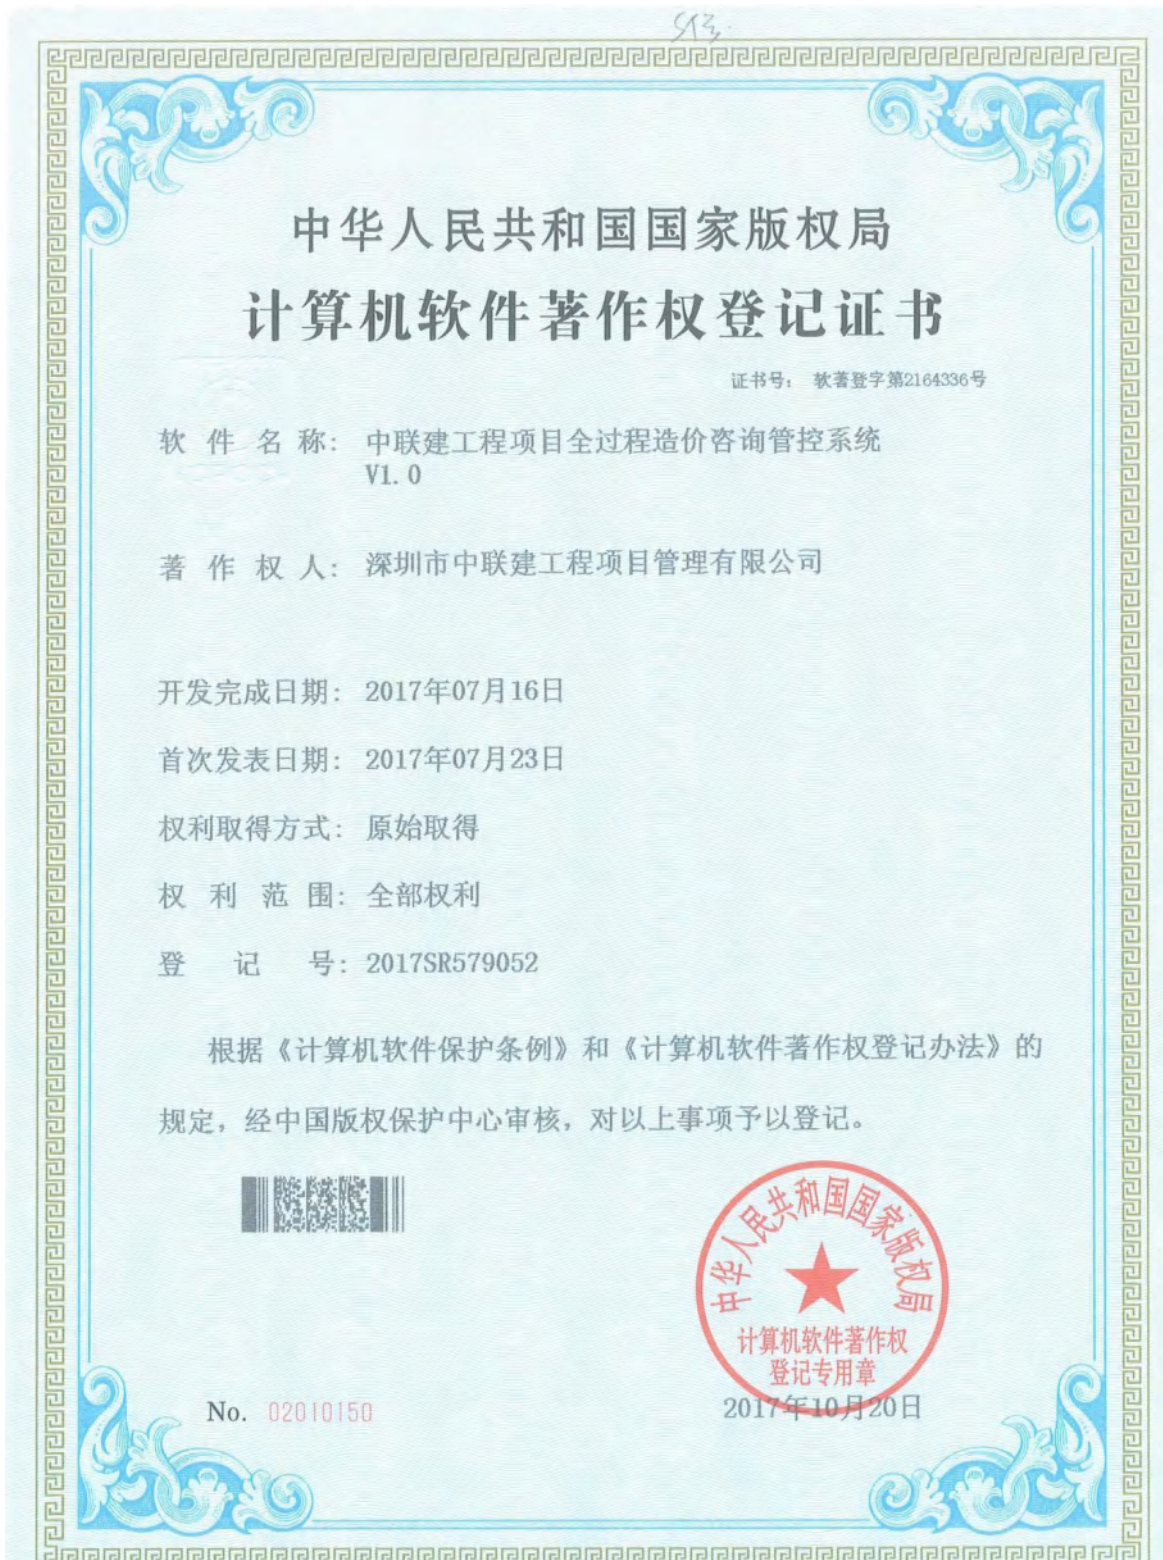 中华人民共和国国家版权局
计算机软件著作权登记证书
证书号： 软著登字第2164336号
软件名称： 中联建工程项目全过程造价咨询管控系统
V1.0
著作权人： 深圳市中联建工程项目管理有限公司
开发完成日期： 2017年07月16日
首次发表日期： 2017年07月23日
权利取得方式： 原始取得
权利范围： 全部权利
登记号： 2017SR579052
根据《计算机软件保护条例》和《计算机软件著作权登记办法》的
规定，经中国版权保护中心审核，对以上事项予以登记。
中华人民共和国国家版权局
计算机软件著作权
登记专用章
No. 02010150
2017年10月20日